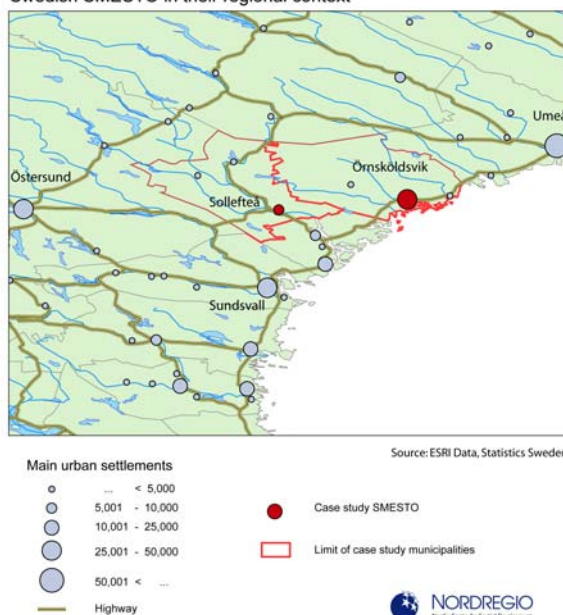 Swedish SMESTO in their regional context
Umeå
Örnsköldsvik
Östersund
Sollefteå
Sundsvall
Source: ESRI Data, Statistics Sweden
Main urban settlements
... < 5,000
5,001 - 10,000
10,001 - 25,000
25,001 - 50,000
50,001 < ...
Highway
Case study SMESTO
Limit of case study municipalities
NORDREGIO